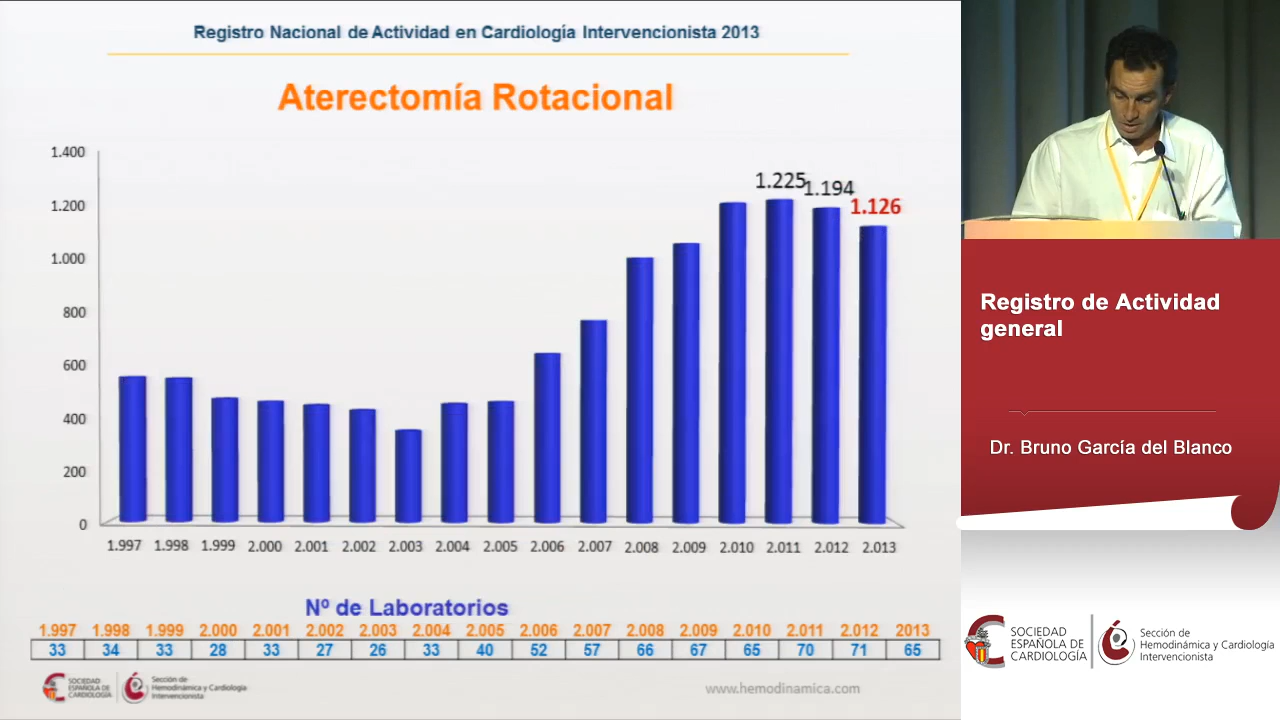 Registro Nacional de Actividad en Cardiología Intervencionista 2013
Aterectomía Rotacional
1.400
1.200
1.000
800
600
400
200
0
1.225
1.194
1.126
1.997 1.998 1.999 2.000 2.001 2.002 2.003 2.004 2.005 2.006 2.007 2.008 2.009 2.010 2.011 2.012 2.013
Nº de Laboratorios
1.997 1.998 1.999 2.000 2.001 2.002 2.003 2.004 2.005 2.006 2.007 2.008 2.009 2.010 2.011 2.012 2013
33 34 33 28 33 27 26 33 40 52 57 66 67 65 70 71 65
SOCIEDAD
ESPAÑOLA DE
CARDIOLOGÍA
Sección de
Hemodinámica y Cardiología
Intervencionista
www.hemodinamica.com
Registro de Actividad
general
Dr. Bruno García del Blanco
SOCIEDAD
ESPAÑOLA DE
CARDIOLOGÍA
Sección de
Hemodinámica y Cardiología
Intervencionista